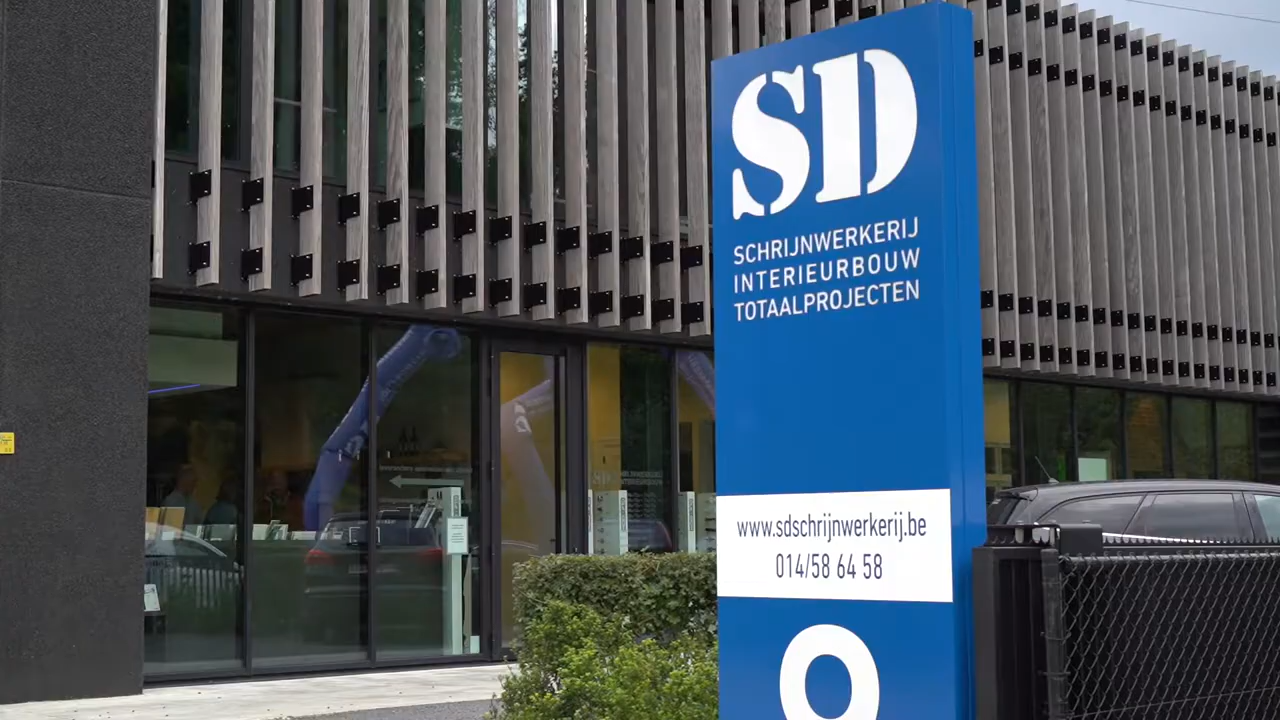 SD
SCHRIJNWERKERIJ
INTERIEURBOUW
TOTAALPROJECTEN
www.sdschrijnwerkerij.be
014/58 64 58